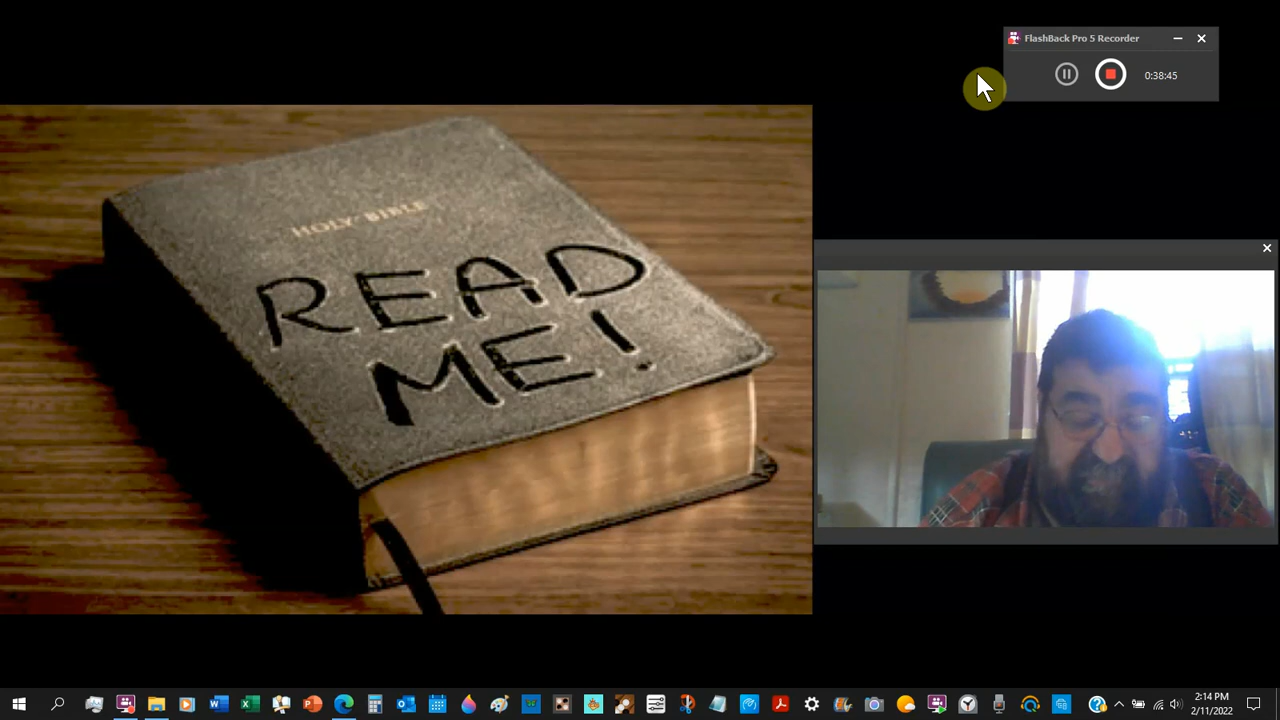 FlashBack Pro 5 Recorder
0:38:45
HOLY BIBLE
READ
ME!
2:14 PM
2/11/2022